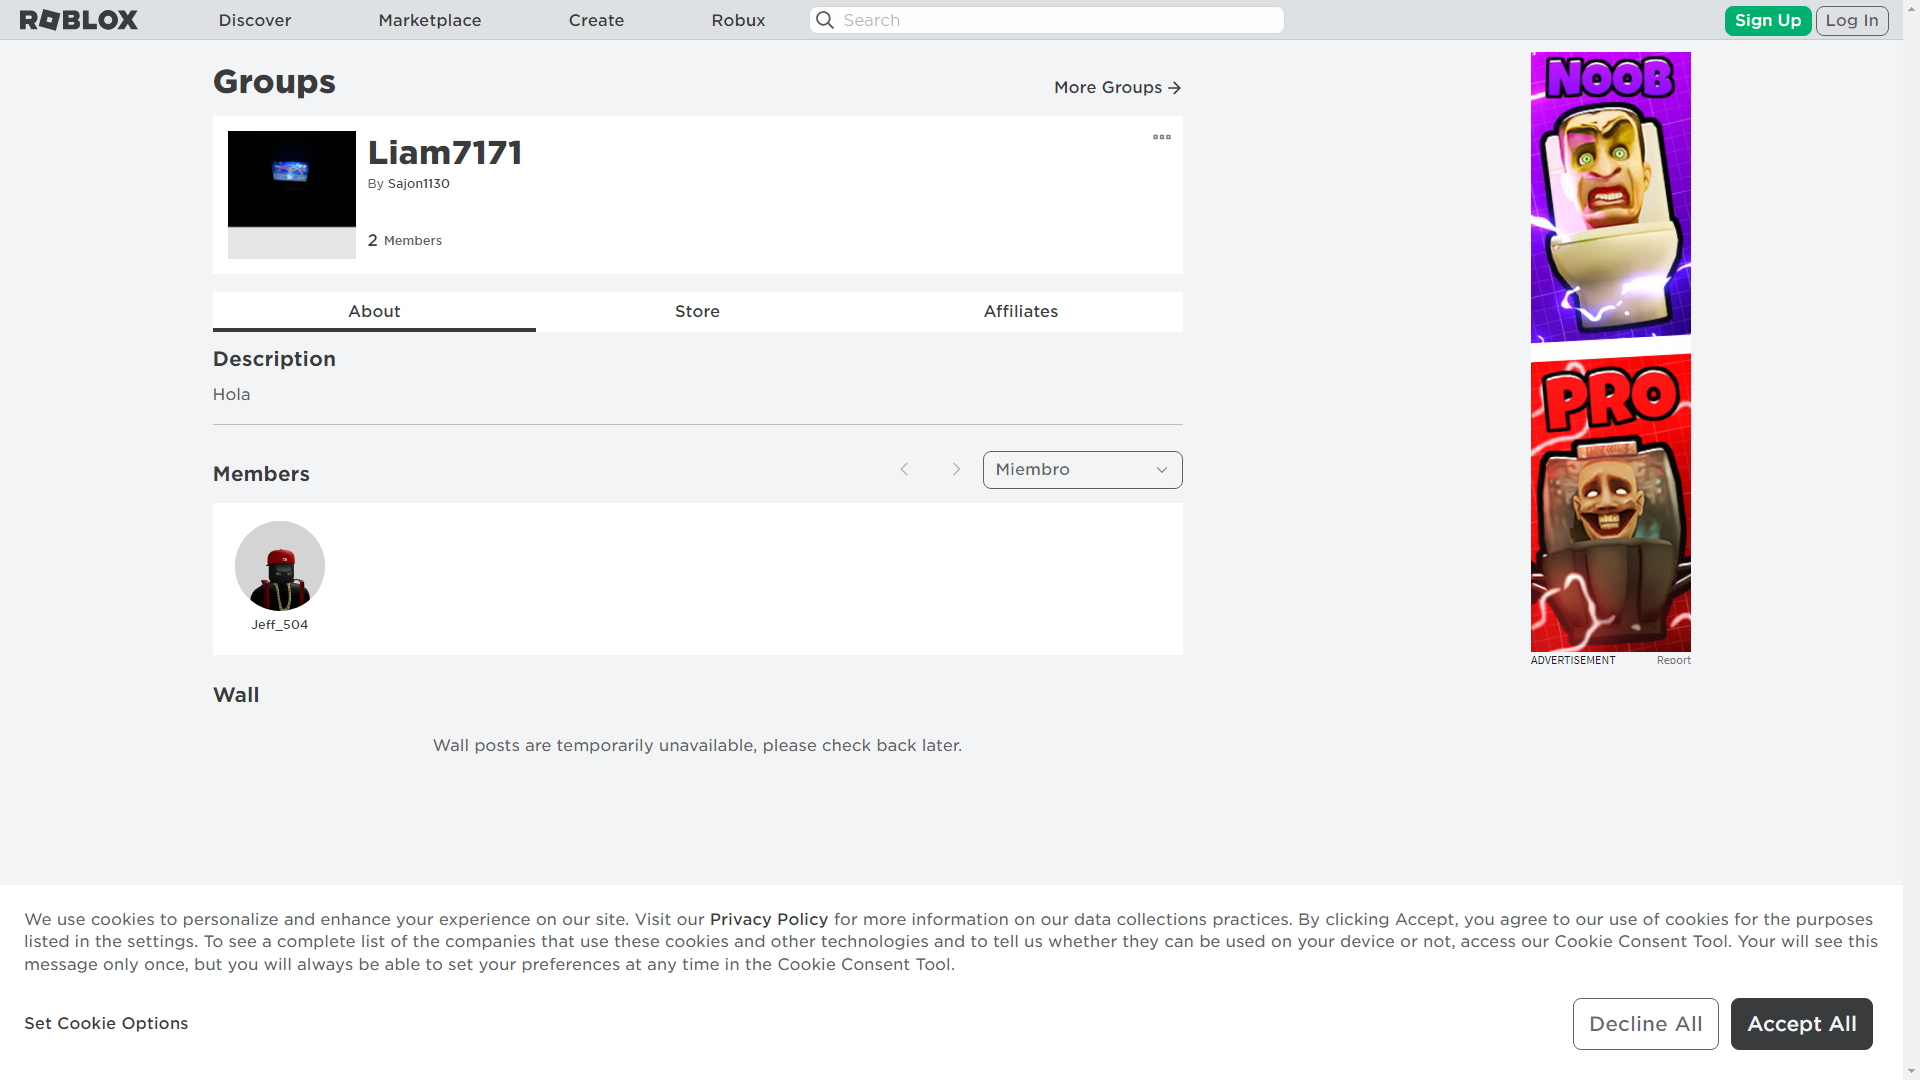 ROBLOX
Discover
Marketplace
Create
Robux
Search
Sign Up
Log In
Groups
More Groups
Liam7171
By Sajon1130
2 Members
About
Store
Affiliates
Description
Hola
Members
Miembro
Jeff_504
Wall
Wall posts are temporarily unavailable, please check back later.
NOOB
PRO
ADVERTISEMENT
Report
We use cookies to personalize and enhance your experience on our site. Visit our Privacy Policy for more information on our data collections practices. By clicking Accept, you agree to our use of cookies for the purposes
listed in the settings. To see a complete list of the companies that use these cookies and other technologies and to tell us whether they can be used on your device or not, access our Cookie Consent Tool. Your will see this
message only once, but you will always be able to set your preferences at any time in the Cookie Consent Tool.
Set Cookie Options
Decline All
Accept All